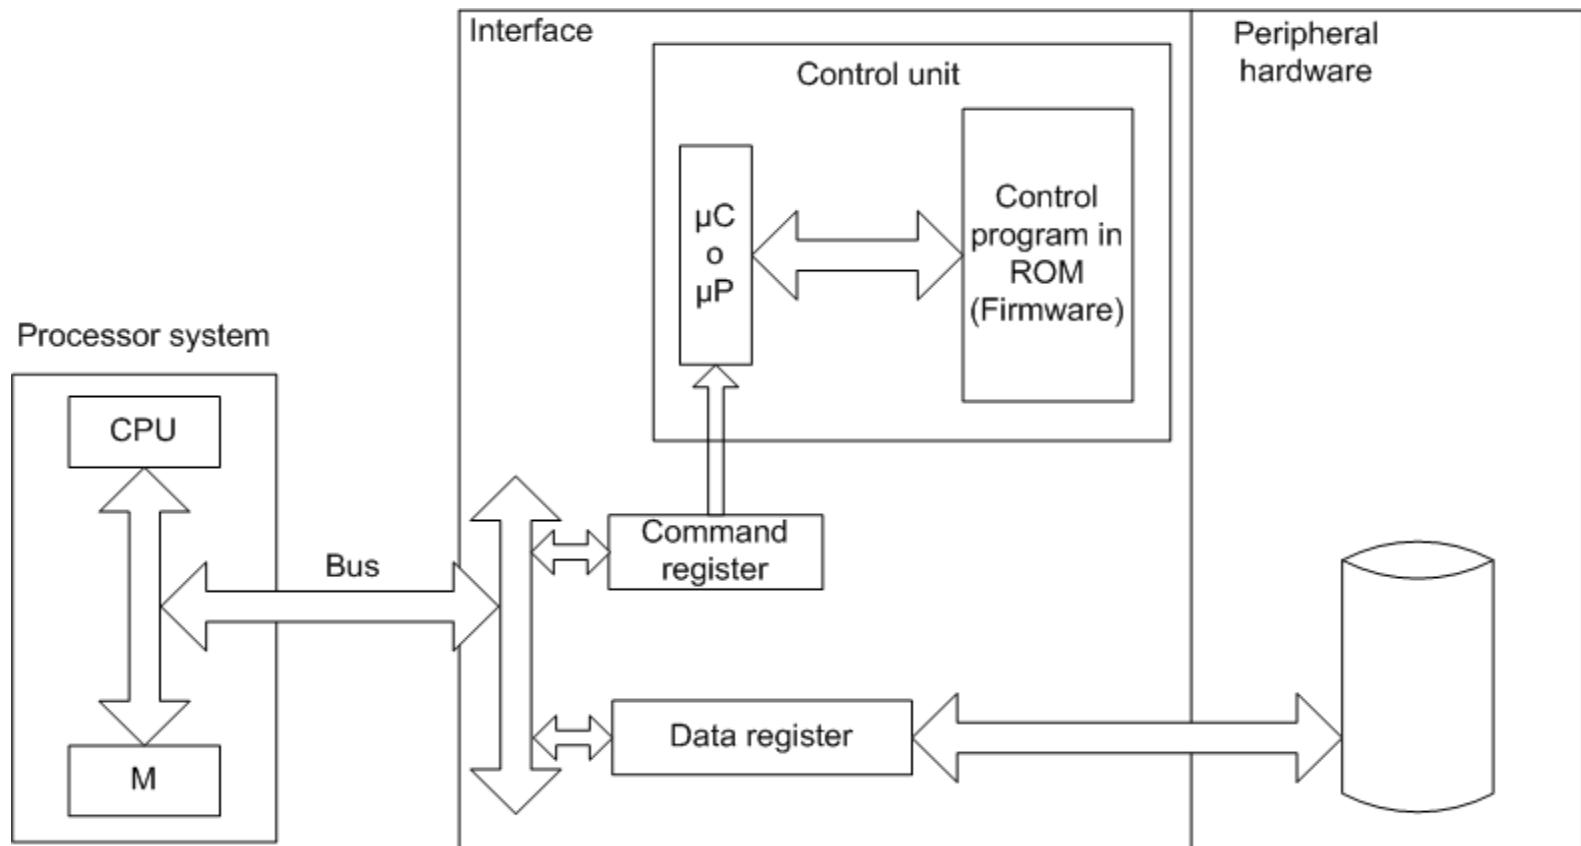 Interface
Peripheral
hardware
Control unit
µC
o
µP
Control
program in
ROM
(Firmware)
Processor system
CPU
Bus
Command
register
Data register
M